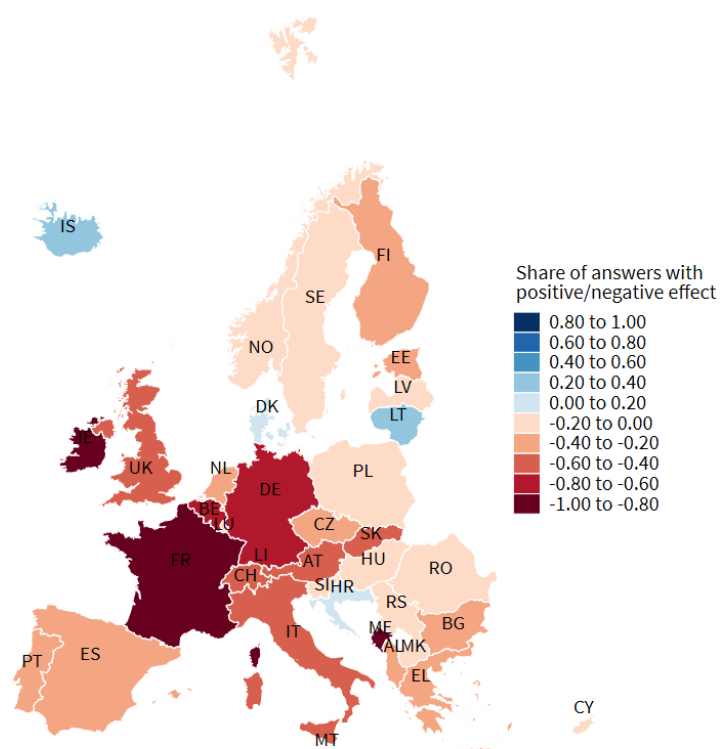 IS
FI
SE
NO
EE
LV
DK
LT
IE
UK
NL
PL
DE
BE
LU
CZ
SK
FR
LI
AT
HU
CH
RO
SI
HR
RS
IT
ME
BG
AL
MK
PT
ES
EL
CY
MT
Share of answers with
positive/negative effect
0.80 to 1.00
0.60 to 0.80
0.40 to 0.60
0.20 to 0.40
0.00 to 0.20
-0.20 to 0.00
-0.40 to -0.20
-0.60 to -0.40
-0.80 to -0.60
-1.00 to -0.80